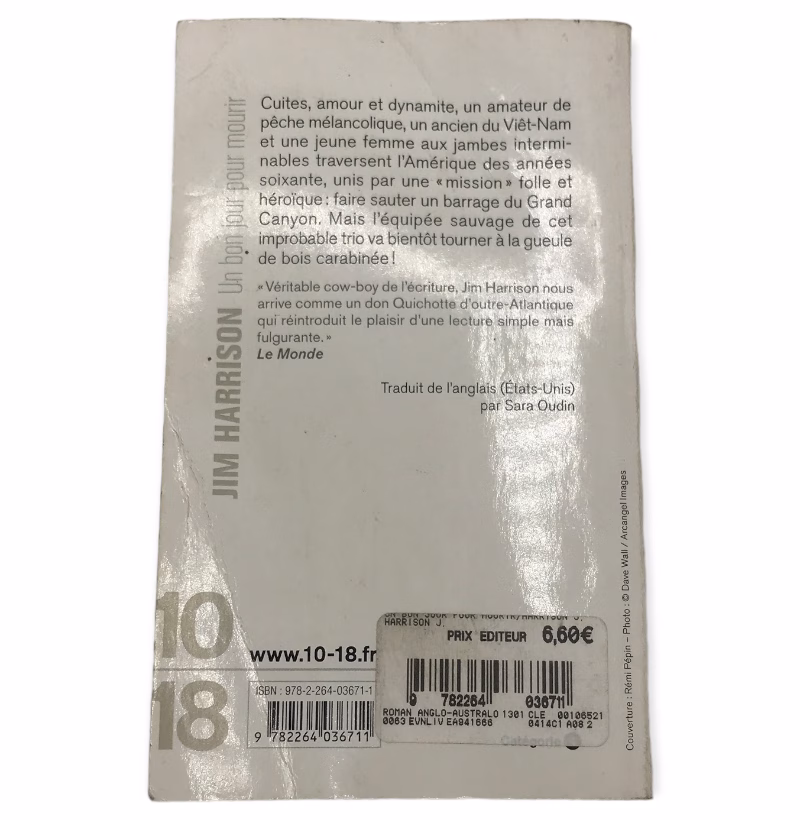 Cuites, amour et dynamite, un amateur de
pêche mélancolique, un ancien du Viêt-Nam
et une jeune femme aux jambes intermi-
nables traversent l'Amérique des années
soixante, unis par une « mission » folle et
héroïque : faire sauter un barrage du Grand
Canyon. Mais l'équipée sauvage de cet
improbable trio va bientôt tourner à la gueule
de bois carabinée !
« Véritable cow-boy de l'écriture, Jim Harrison nous
arrive comme un don Quichotte d'outre-Atlantique
qui réintroduit le plaisir d'une lecture simple mais
fulgurante. »
Le Monde
Traduit de l'anglais (États-Unis)
par Sara Oudin
JIM HARRISON Un bon jour pour mourir
10
18
www.10-18.fr
ISBN : 978-2-264-03671-1
9 782264 036711
UN BON JOUR POUR MOURIR/HARRISON J.
HARRISON J.
PRIX EDITEUR 6,60€
9 782264 036711
ROMAN ANGLO-AUSTRALO 1301 CLE 00106521
0063 EVNLIV EA941666 0414C1 A08 2
Catégorie
Couverture : Rémi Pépin – Photo : © Dave Wall / Arcangel Images